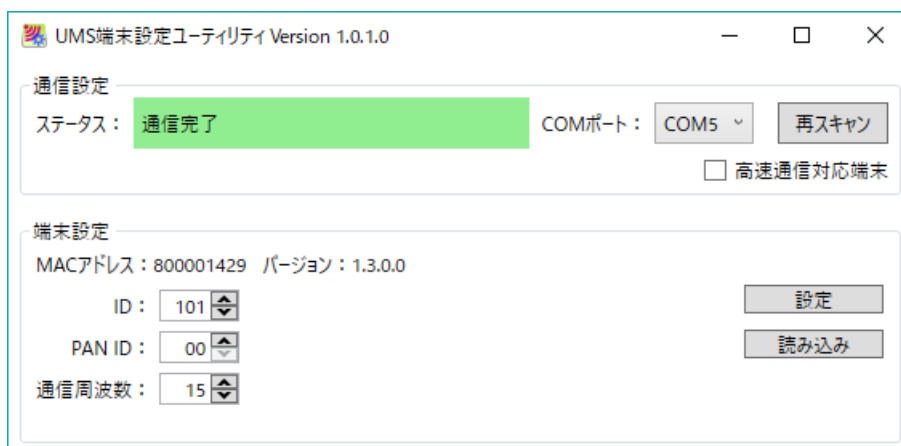 UMS端末設定ユーティリティ Version 1.0.1.0
通信設定
ステータス： 通信完了 COMポート： COM5 再スキャン
高速通信対応端末
端末設定
MACアドレス：800001429 バージョン：1.3.0.0
ID： 101 設定
PAN ID： 00 読み込み
通信周波数： 15